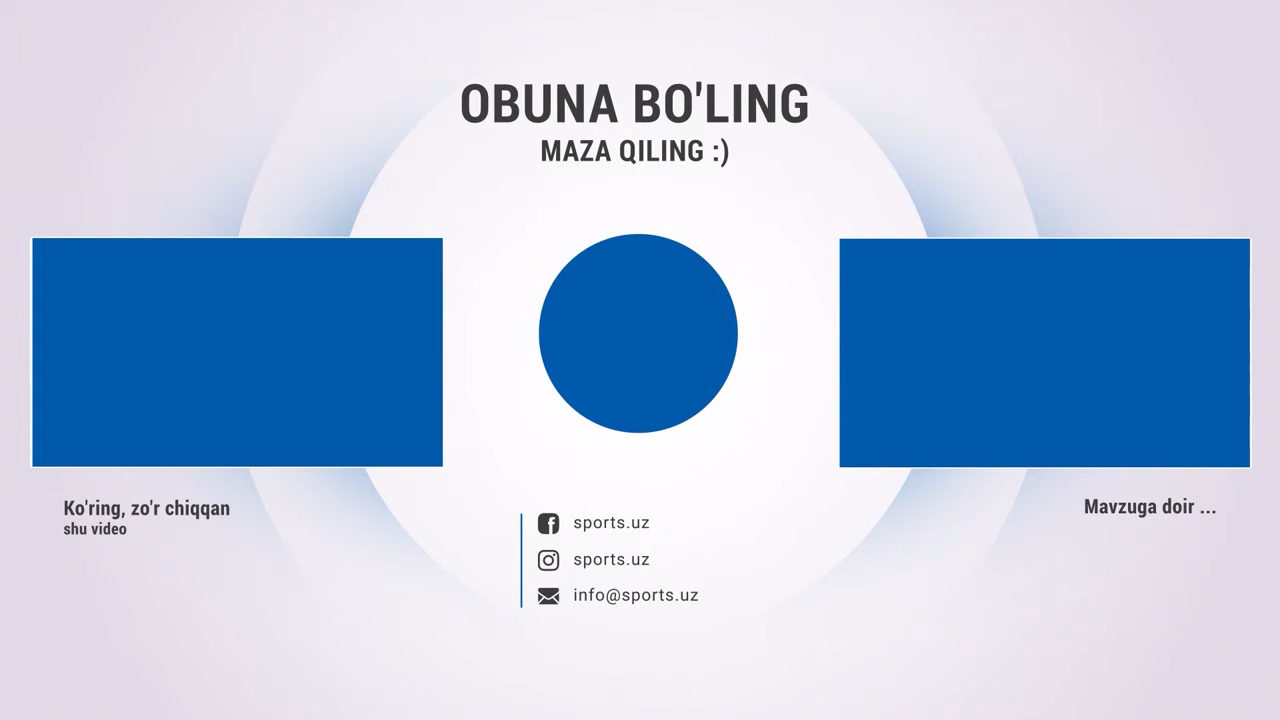 OBUNA BO'LING
MAZA QILING :)
Ko'ring, zo'r chiqqan
shu video
Mavzuga doir ...
sports.uz
sports.uz
info@sports.uz